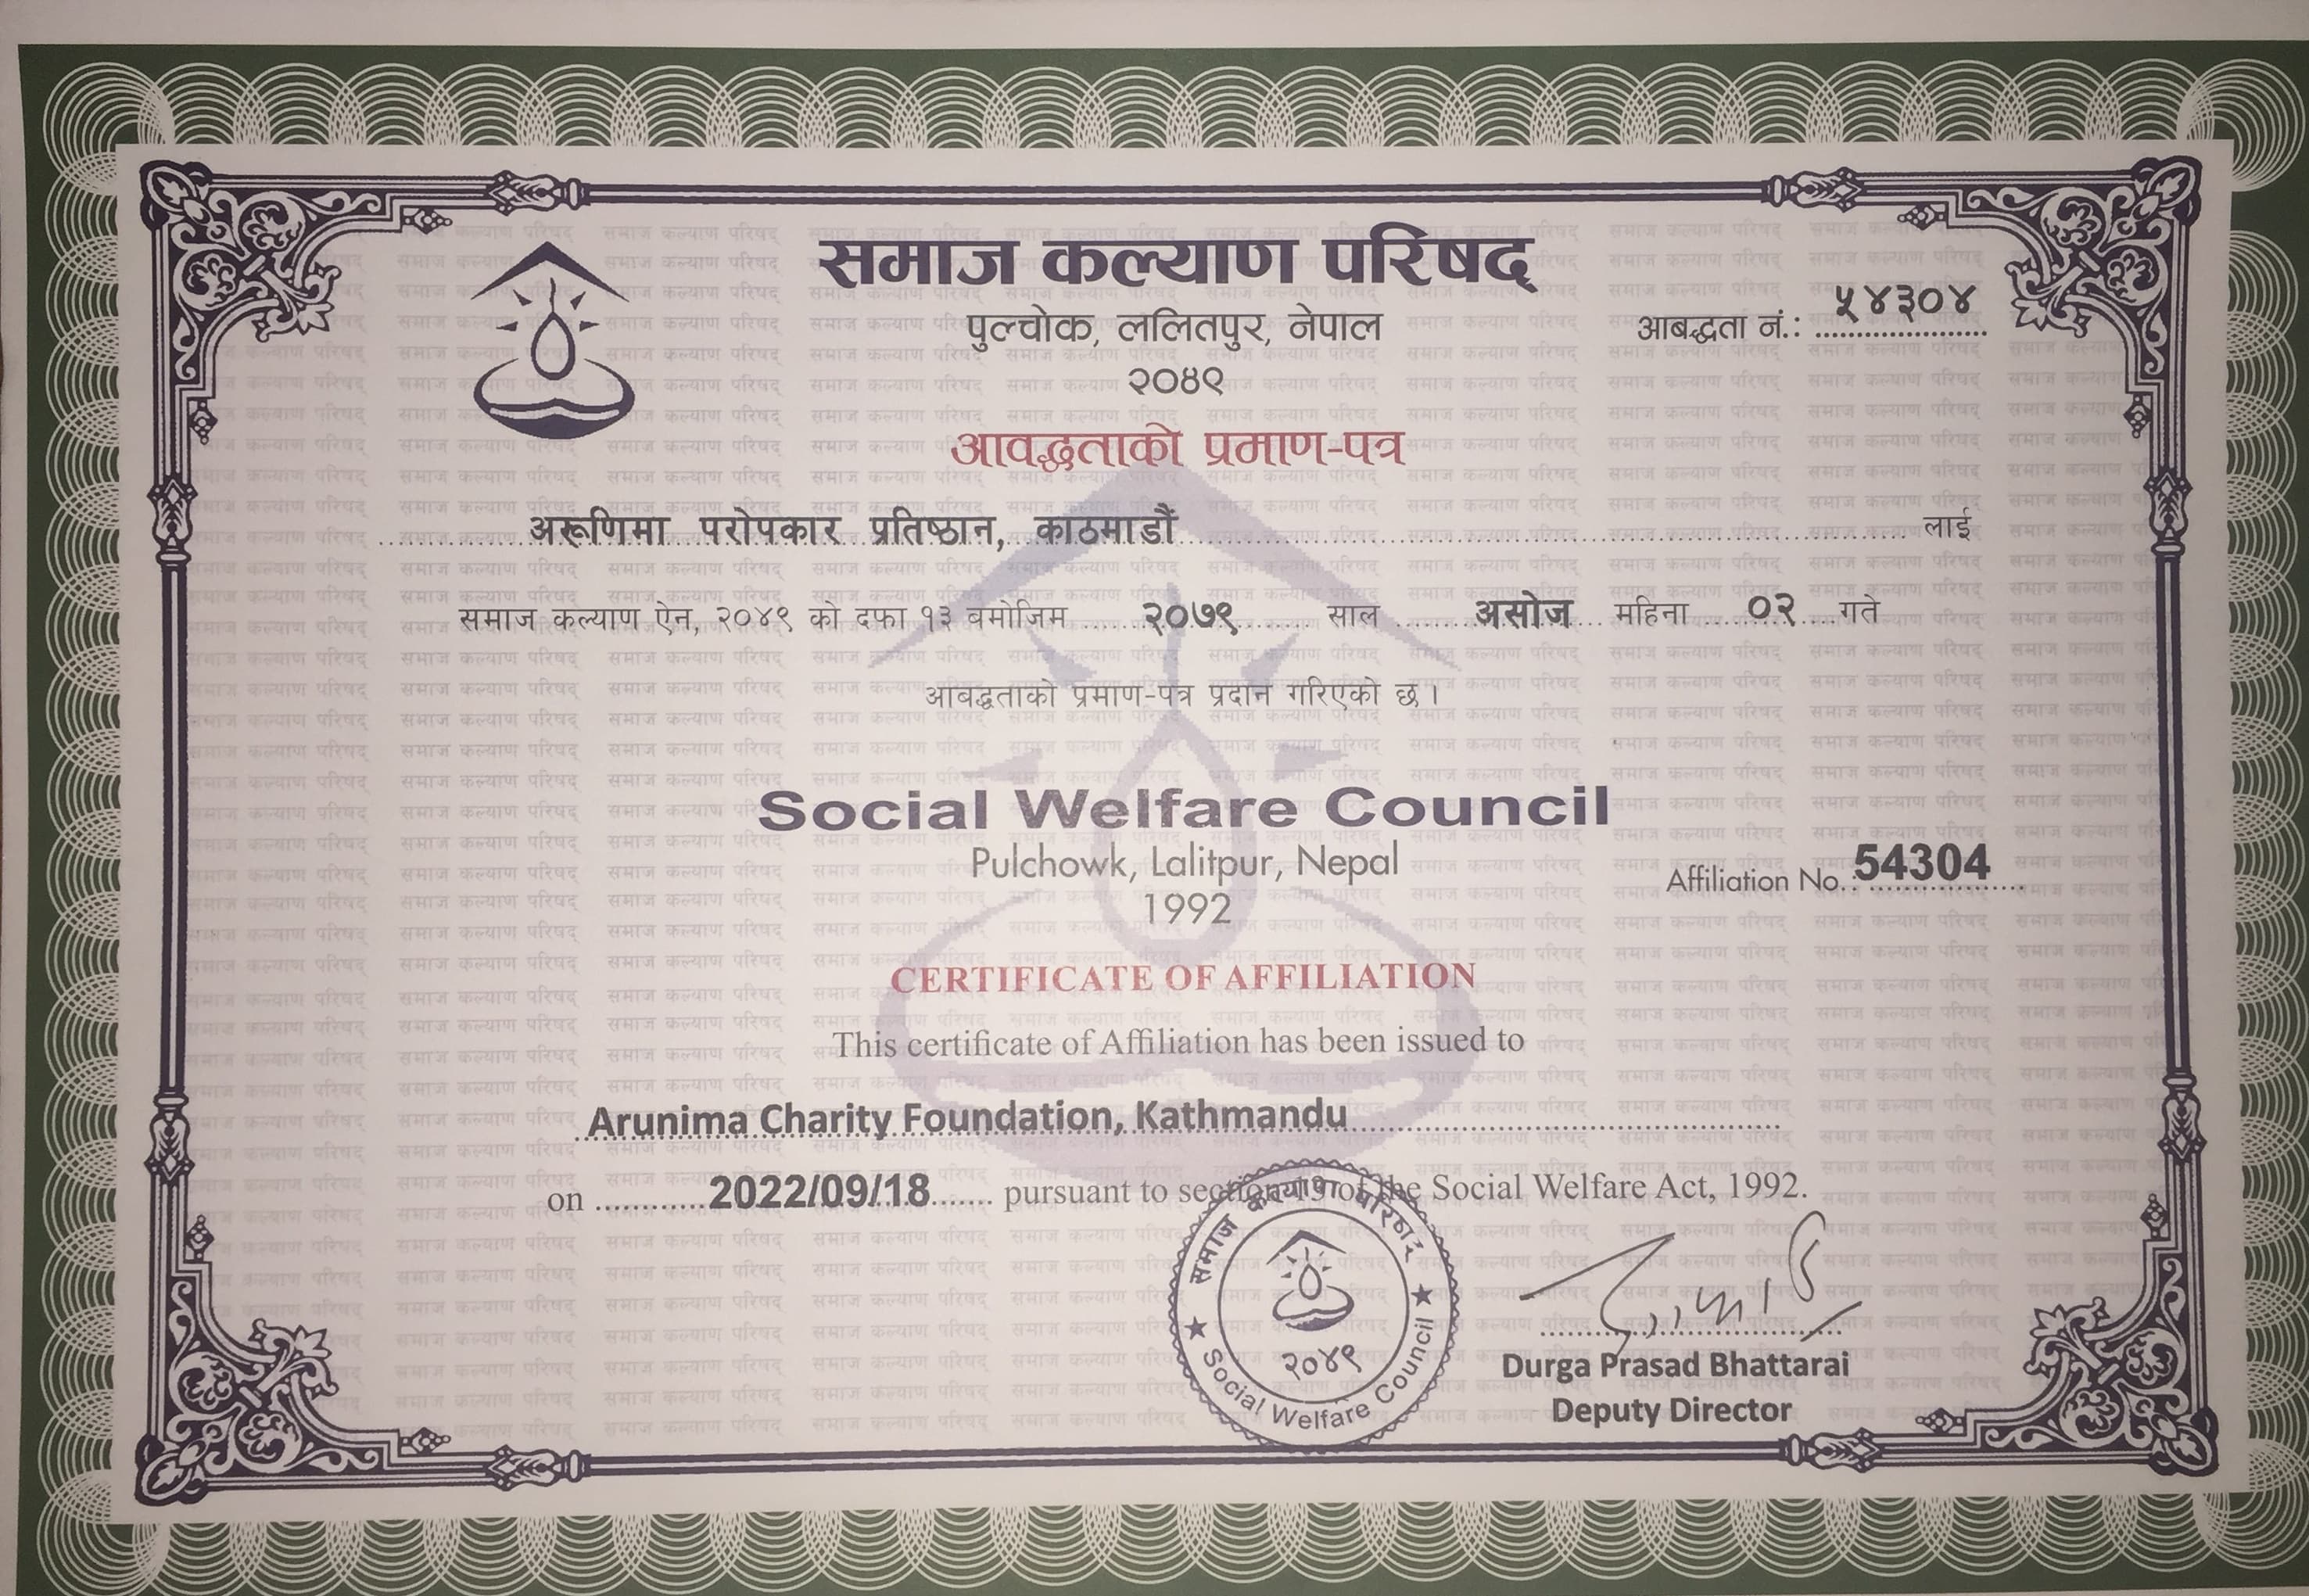 समाज कल्याण परिषद्
पुल्चोक, ललितपुर, नेपाल
आबद्धता नं.: ५४३०४
२०४९
आवद्धताको प्रमाण-पत्र
अरूणिमा परोपकार प्रतिष्ठान, काठमाडौं लाई
समाज कल्याण ऐन, २०४९ को दफा १३ बमोजिम २०७९ साल असोज महिना ०२ गते
आबद्धताको प्रमाण-पत्र प्रदान गरिएको छ ।
Social Welfare Council
Pulchowk, Lalitpur, Nepal
Affiliation No. 54304
1992
CERTIFICATE OF AFFILIATION
This certificate of Affiliation has been issued to
Arunima Charity Foundation, Kathmandu
on 2022/09/18 pursuant to section 13 of the Social Welfare Act, 1992.
समाज कल्याण परिषद्
२०४९
Social Welfare Council
Durga Prasad Bhattarai
Deputy Director